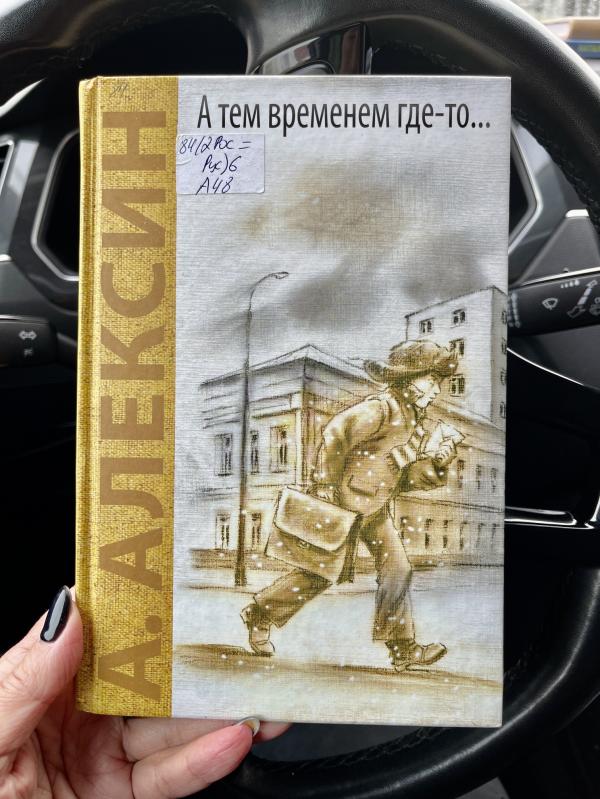 А тем временем где-то...
84(2Рос=
Рус)6
А48
А. АЛЕКСИН